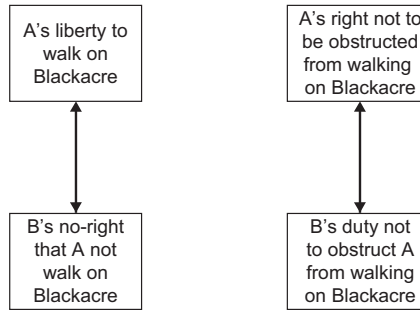 A's liberty to
walk on
Blackacre
A's right not to
be obstructed
from walking
on Blackacre
B's no-right
that A not
walk on
Blackacre
B's duty not
to obstruct A
from walking
on Blackacre